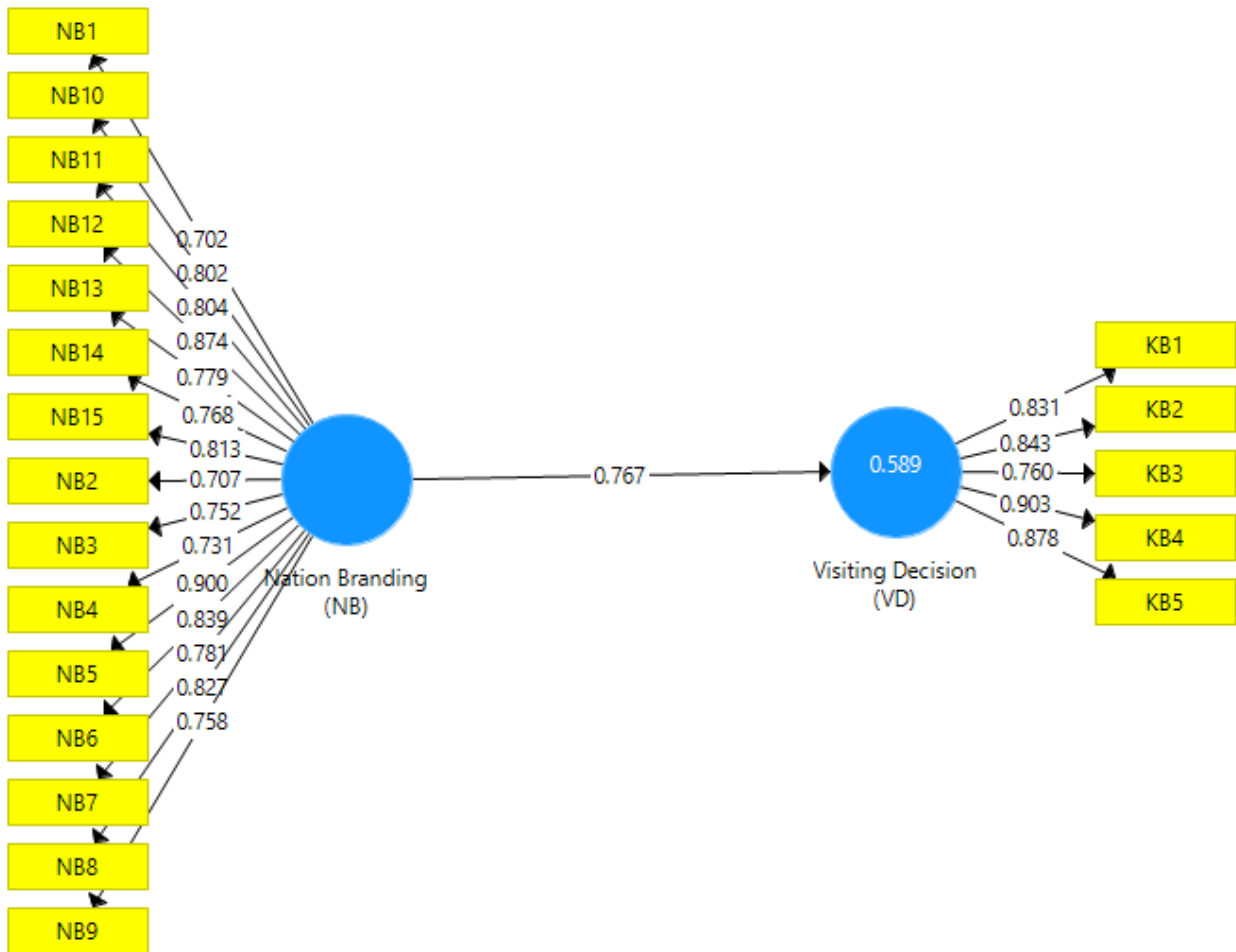 NB1
NB10
NB11
NB12
NB13
NB14
NB15
NB2
NB3
NB4
NB5
NB6
NB7
NB8
NB9
0.702
0.802
0.804
0.874
0.779
0.768
0.813
0.707
0.752
0.731
0.900
0.839
0.781
0.827
0.758
Nation Branding
(NB)
0.767
0.589
Visiting Decision
(VD)
0.831
0.843
0.760
0.903
0.878
KB1
KB2
KB3
KB4
KB5